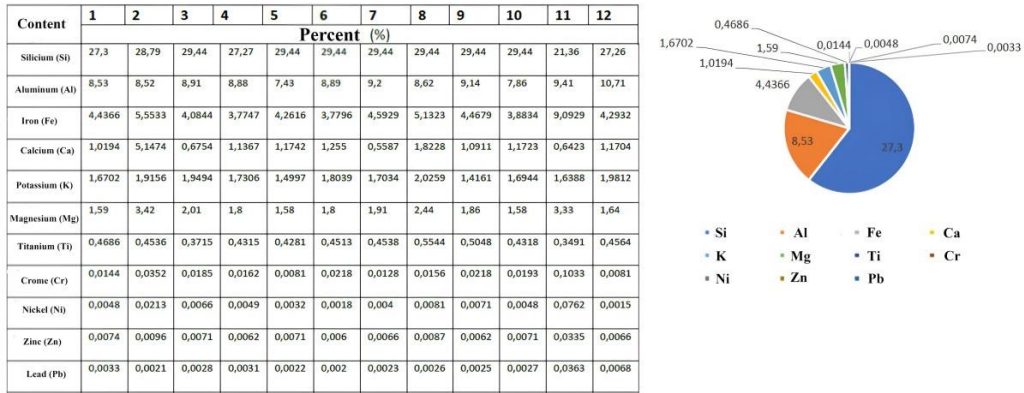 Content 1 2 3 4 5 6 7 8 9 10 11 12
Percent (%)
Silicium (Si) 27,3 28,79 29,44 27,27 29,44 29,44 29,44 29,44 29,44 29,44 21,36 27,26
Aluminum (Al) 8,53 8,52 8,91 8,88 7,43 8,89 9,2 8,62 9,14 7,86 9,41 10,71
Iron (Fe) 4,4366 5,5533 4,0844 3,7747 4,2616 3,7796 4,5929 5,1323 4,4679 3,8834 9,0929 4,2932
Calcium (Ca) 1,0194 5,1474 0,6754 1,1367 1,1742 1,255 0,5587 1,8228 1,0911 1,1723 0,6423 1,1704
Potassium (K) 1,6702 1,9156 1,9494 1,7306 1,4997 1,8039 1,7034 2,0259 1,4161 1,6944 1,6388 1,9812
Magnesium (Mg) 1,59 3,42 2,01 1,8 1,58 1,8 1,91 2,44 1,86 1,58 3,33 1,64
Titanium (Ti) 0,4686 0,4536 0,3715 0,4315 0,4281 0,4513 0,4538 0,5544 0,5048 0,4318 0,3491 0,4564
Crome (Cr) 0,0144 0,0352 0,0185 0,0162 0,0081 0,0218 0,0128 0,0156 0,0218 0,0193 0,1033 0,0081
Nickel (Ni) 0,0048 0,0213 0,0066 0,0049 0,0032 0,0018 0,004 0,0081 0,0071 0,0048 0,0762 0,0015
Zinc (Zn) 0,0074 0,0096 0,0071 0,0062 0,0071 0,006 0,0066 0,0087 0,0062 0,0071 0,0335 0,0066
Lead (Pb) 0,0033 0,0021 0,0028 0,0031 0,0022 0,002 0,0023 0,0026 0,0025 0,0027 0,0363 0,0068
0,4686
1,6702 1,59 0,0144 0,0048 0,0074
0,0033
1,0194
4,4366
8,53
27,3
Si Al Fe Ca
K Mg Ti Cr
Ni Zn Pb